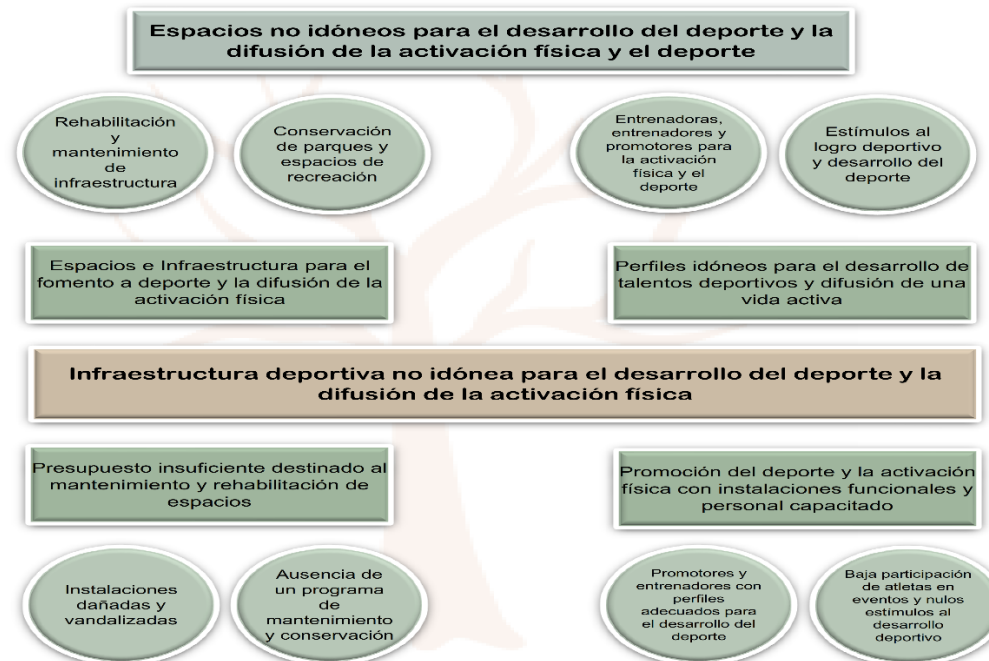 Espacios no idóneos para el desarrollo del deporte y la
difusión de la activación física y el deporte
Rehabilitación
y
mantenimiento
de
infraestructura
Conservación
de parques y
espacios de
recreación
Entrenadoras,
entrenadores y
promotores para
la activación
física y el
deporte
Estímulos al
logro deportivo
y desarrollo del
deporte
Espacios e Infraestructura para el
fomento a deporte y la difusión de la
activación física
Perfiles idóneos para el desarrollo de
talentos deportivos y difusión de una
vida activa
Infraestructura deportiva no idónea para el desarrollo del deporte y la
difusión de la activación física
Presupuesto insuficiente destinado al
mantenimiento y rehabilitación de
espacios
Promoción del deporte y la activación
física con instalaciones funcionales y
personal capacitado
Instalaciones
dañadas y
vandalizadas
Ausencia de
un programa
de
mantenimiento
y conservación
Promotores y
entrenadores con
perfiles
adecuados para
el desarrollo del
deporte
Baja participación
de atletas en
eventos y nulos
estímulos al
desarrollo
deportivo